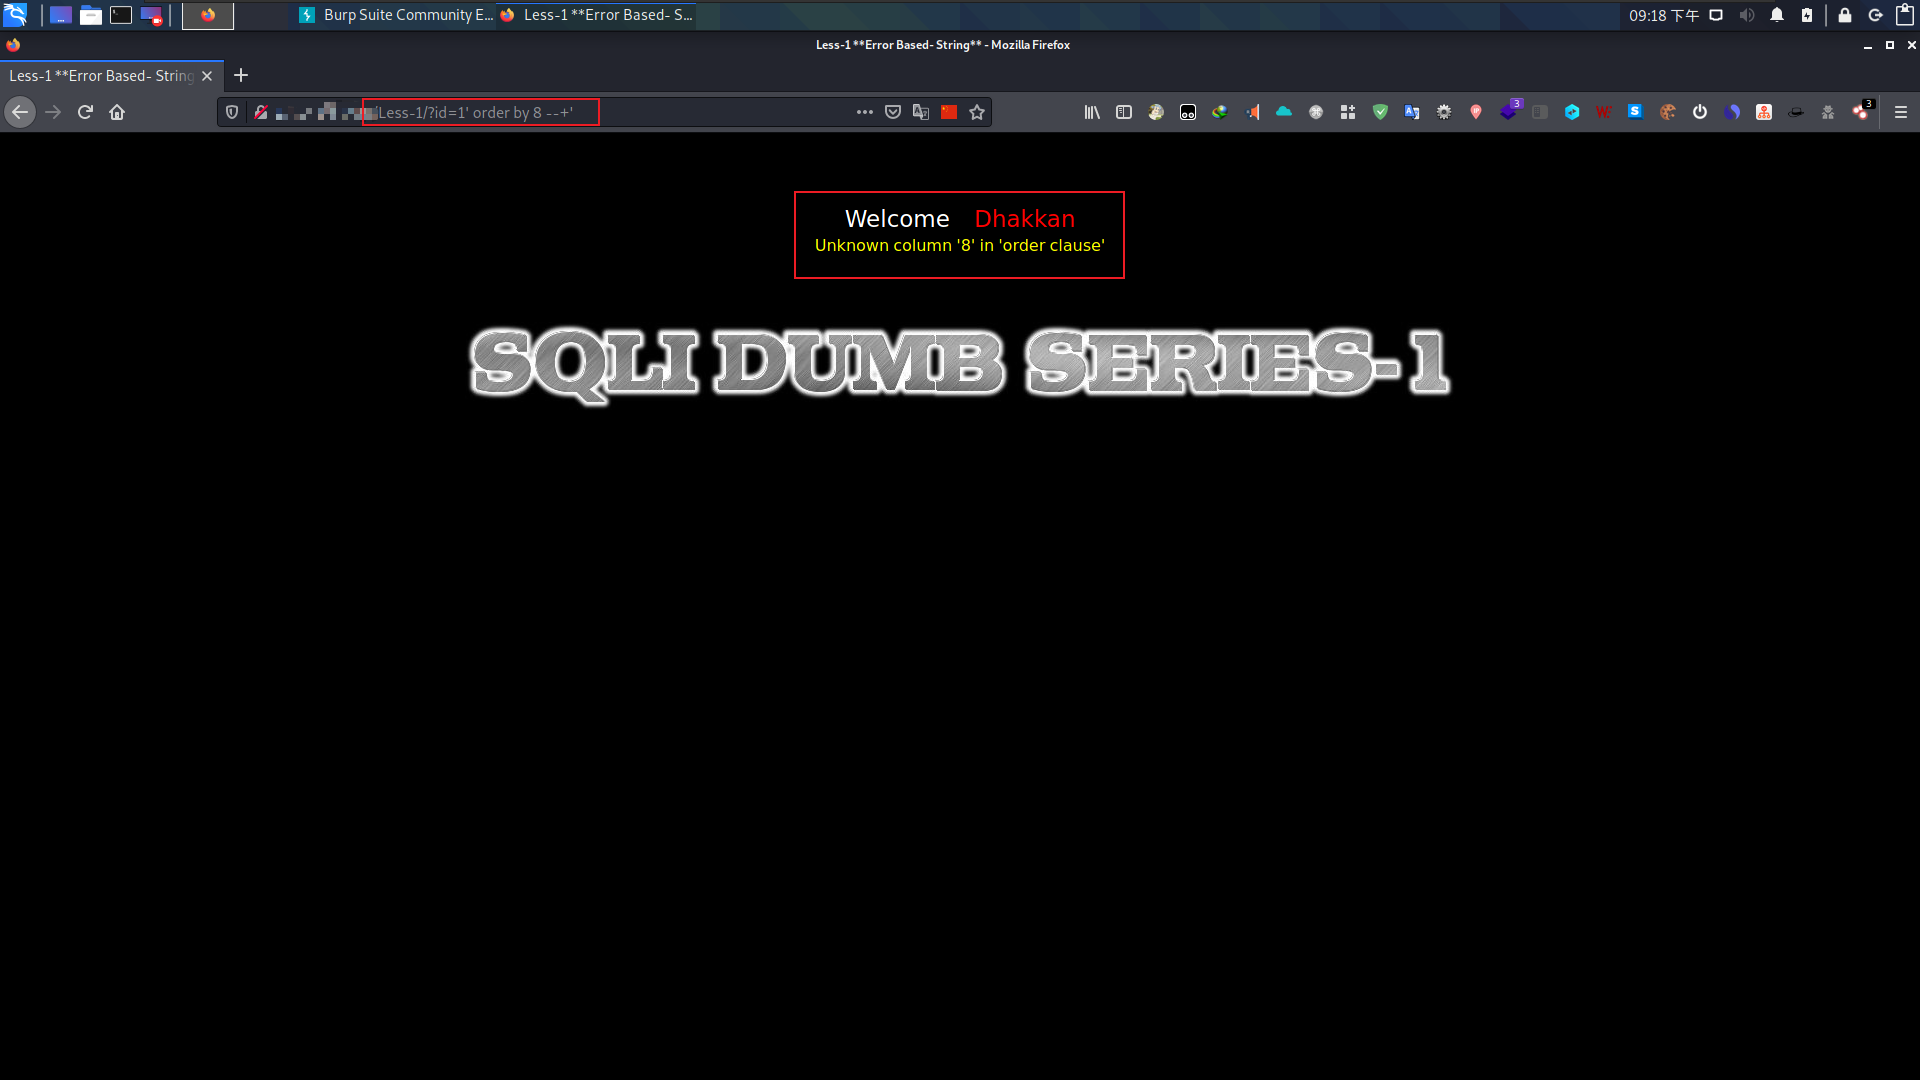 Burp Suite Community E...
Less-1 **Error Based- S...
09:18 下午
Less-1 **Error Based- String** - Mozilla Firefox
Less-1 **Error Based- String
Less-1/?id=1' order by 8 --+'
3
3
Welcome Dhakkan
Unknown column '8' in 'order clause'
SQLI DUMB SERIES-1